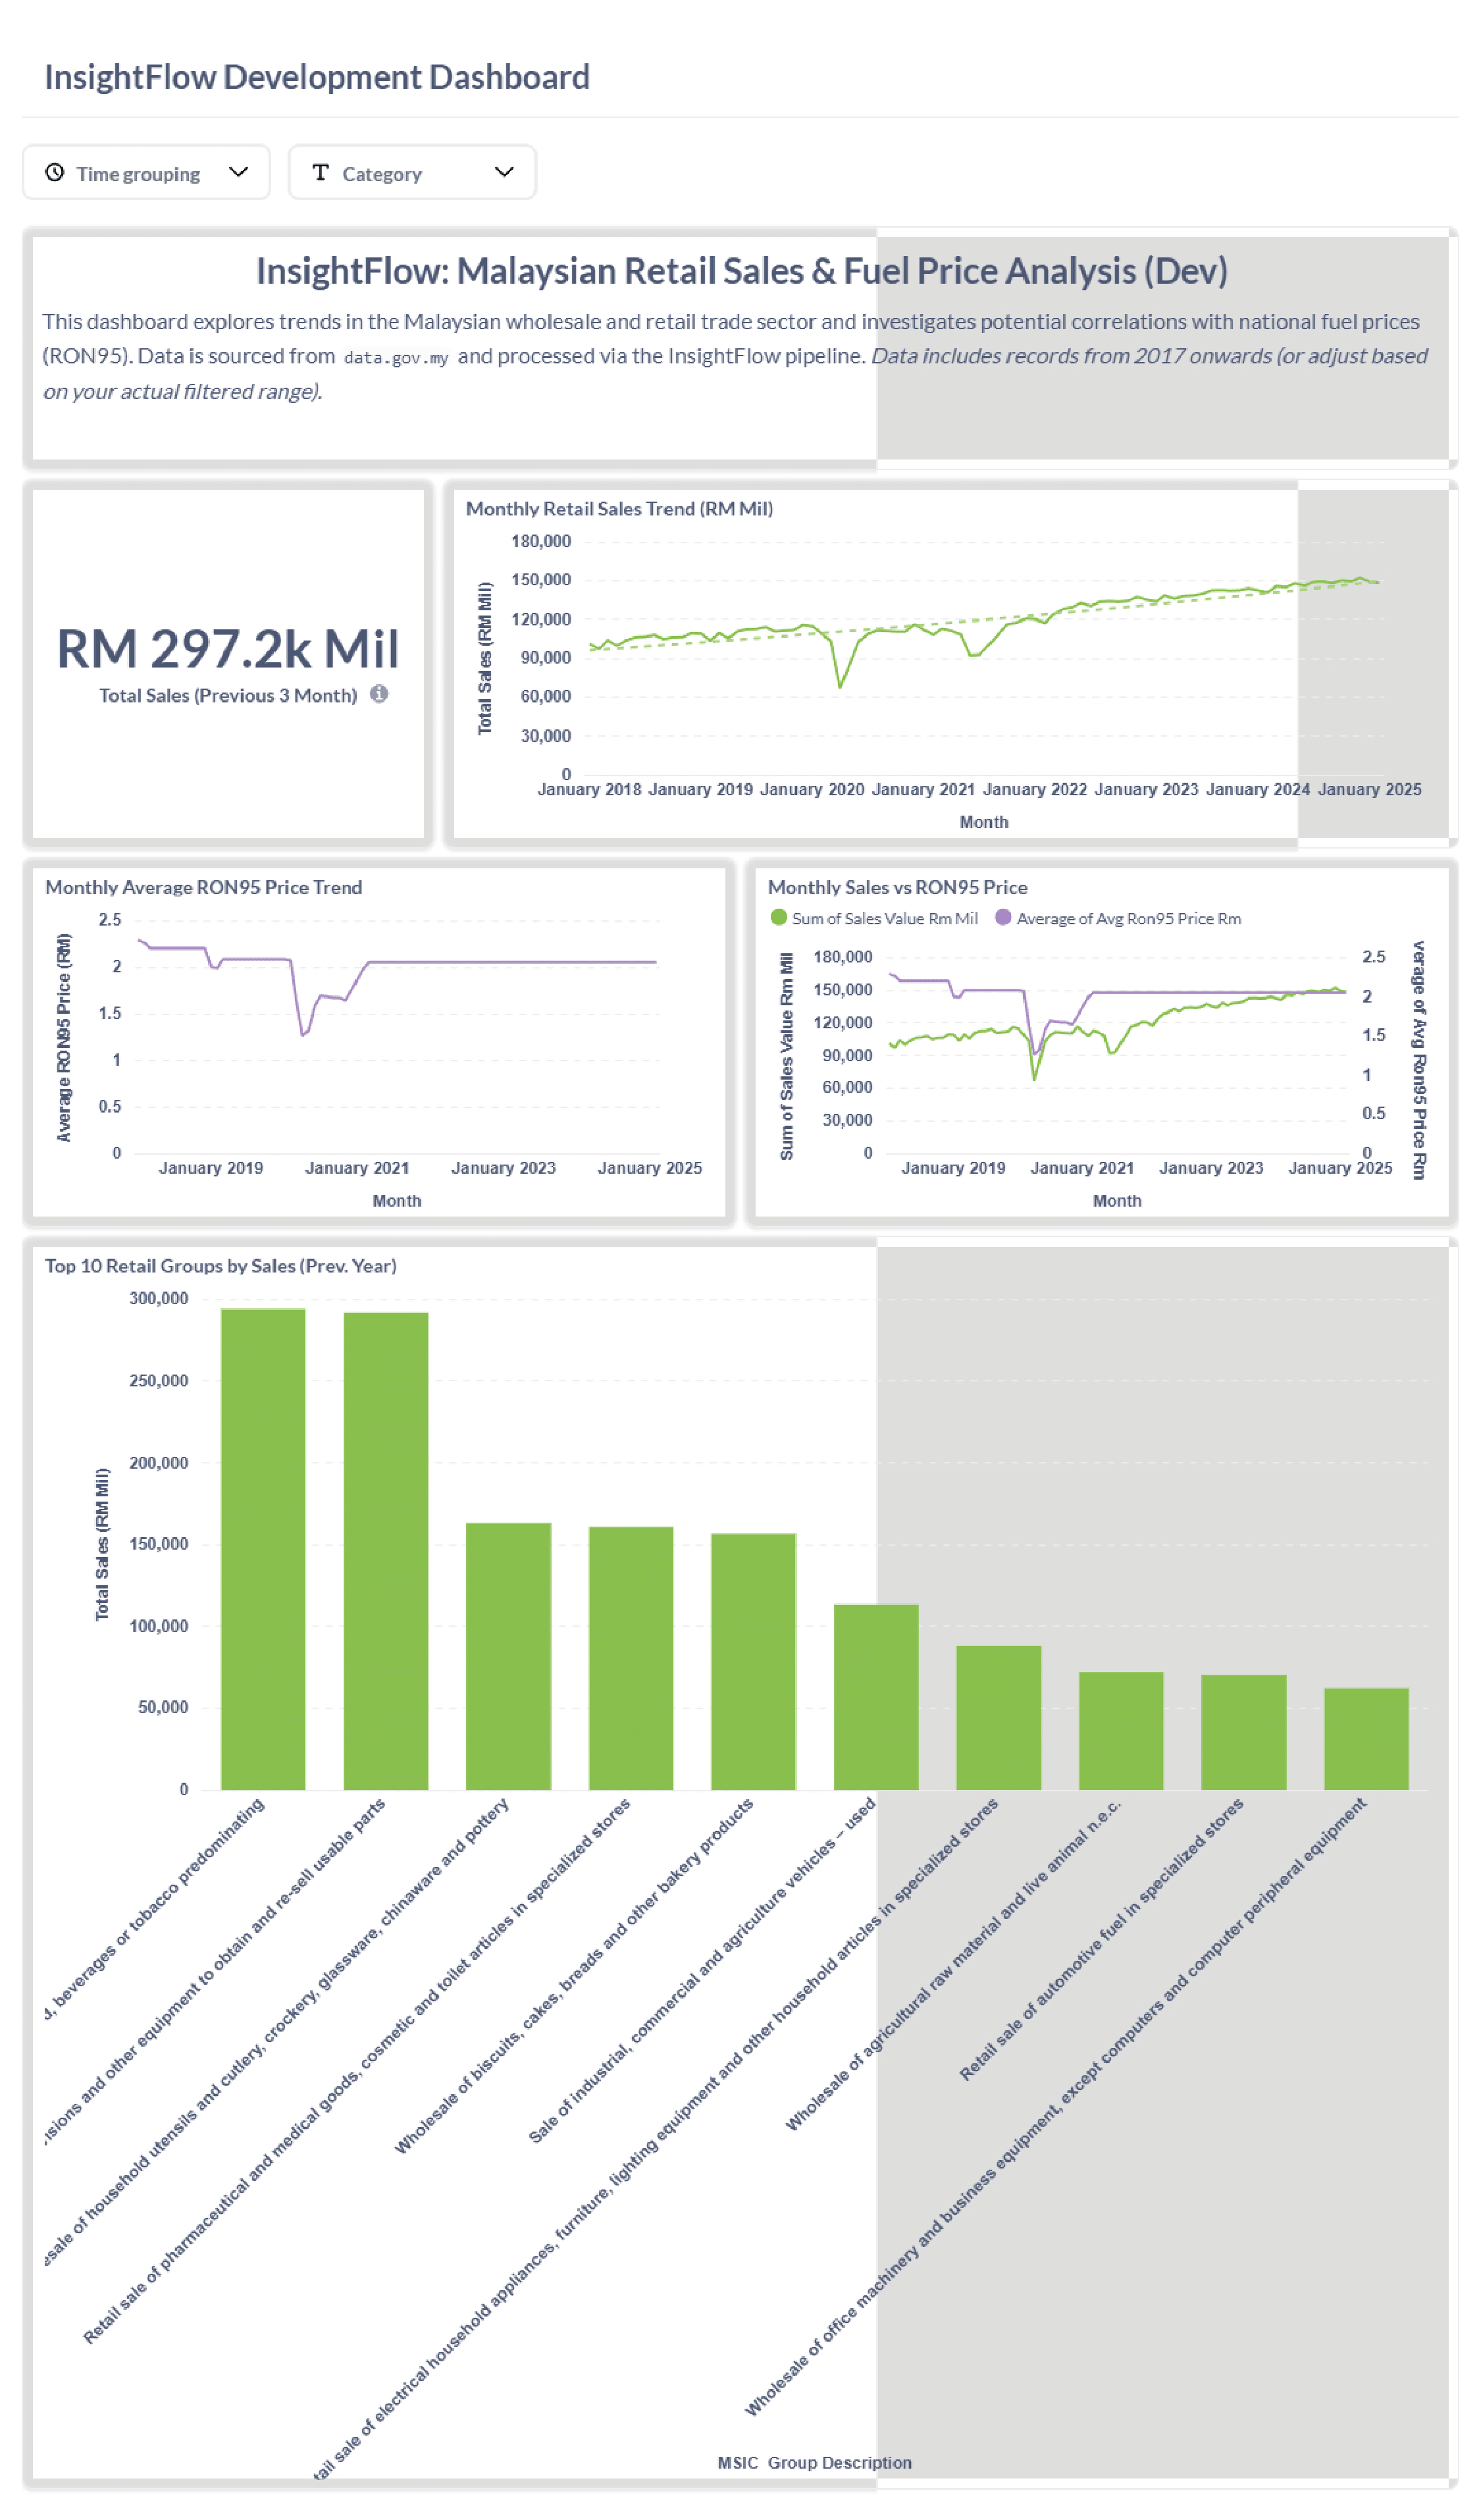 InsightFlow Development Dashboard
Time grouping
Category
InsightFlow: Malaysian Retail Sales & Fuel Price Analysis (Dev)
This dashboard explores trends in the Malaysian wholesale and retail trade sector and investigates potential correlations with national fuel prices
(RON95). Data is sourced from data.gov.my and processed via the InsightFlow pipeline. Data includes records from 2017 onwards (or adjust based
on your actual filtered range).
RM 297.2k Mil
Total Sales (Previous 3 Month)
Monthly Retail Sales Trend (RM Mil)
Total Sales (RM Mil)
180,000
150,000
120,000
90,000
60,000
30,000
0
January 2018 January 2019 January 2020 January 2021 January 2022 January 2023 January 2024 January 2025
Month
Monthly Average RON95 Price Trend
Average RON95 Price (RM)
2.5
2
1.5
1
0.5
0
January 2019 January 2021 January 2023 January 2025
Month
Monthly Sales vs RON95 Price
Sum of Sales Value Rm Mil Average of Avg Ron95 Price Rm
Sum of Sales Value Rm Mil
180,000
150,000
120,000
90,000
60,000
30,000
0
2.5
2
1.5
1
0.5
0
verage of Avg Ron95 Price Rm
January 2019 January 2021 January 2023 January 2025
Month
Top 10 Retail Groups by Sales (Prev. Year)
Total Sales (RM Mil)
300,000
250,000
200,000
150,000
100,000
50,000
0
beverages or tobacco predominating
and other equipment to obtain and re-sell usable parts
of household utensils and cutlery, crockery, glassware, chinaware and pottery
Retail sale of pharmaceutical and medical goods, cosmetic and toilet articles in specialized stores
Wholesale of biscuits, cakes, breads and other bakery products
Sale of industrial, commercial and agriculture vehicles – used
tail sale of electrical household appliances, furniture, lighting equipment and other household articles in specialized stores
Wholesale of agricultural raw material and live animal n.e.c.
Retail sale of automotive fuel in specialized stores
Wholesale of office machinery and business equipment, except computers and computer peripheral equipment
MSIC Group Description